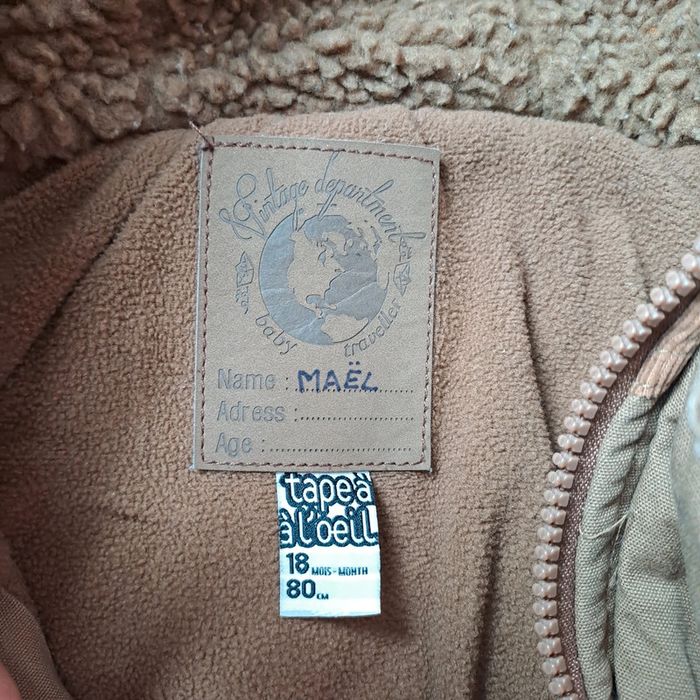 Vintage department
baby traveller
Name : MAËL
Adress :
Age :
tape à
à l'oeil
18 MOIS-MONTH
80 CM